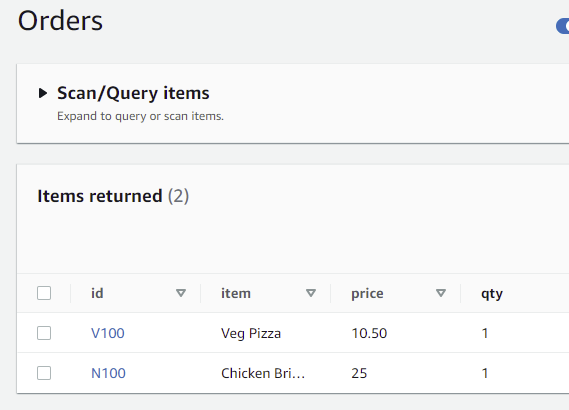 Orders
Scan/Query items
Expand to query or scan items.
Items returned (2)
id item price qty
V100 Veg Pizza 10.50 1
N100 Chicken Bri... 25 1